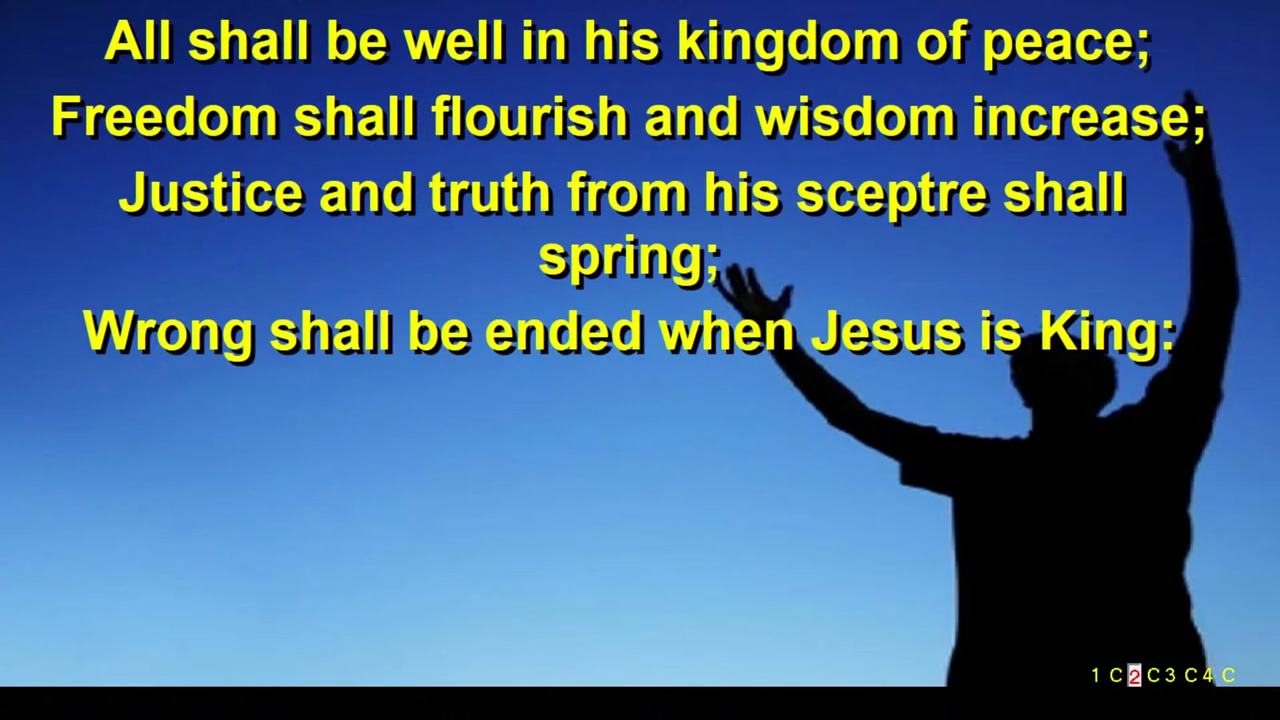 All shall be well in his kingdom of peace;
Freedom shall flourish and wisdom increase;
Justice and truth from his sceptre shall
spring;
Wrong shall be ended when Jesus is King:
1 C 2 C 3 C 4 C